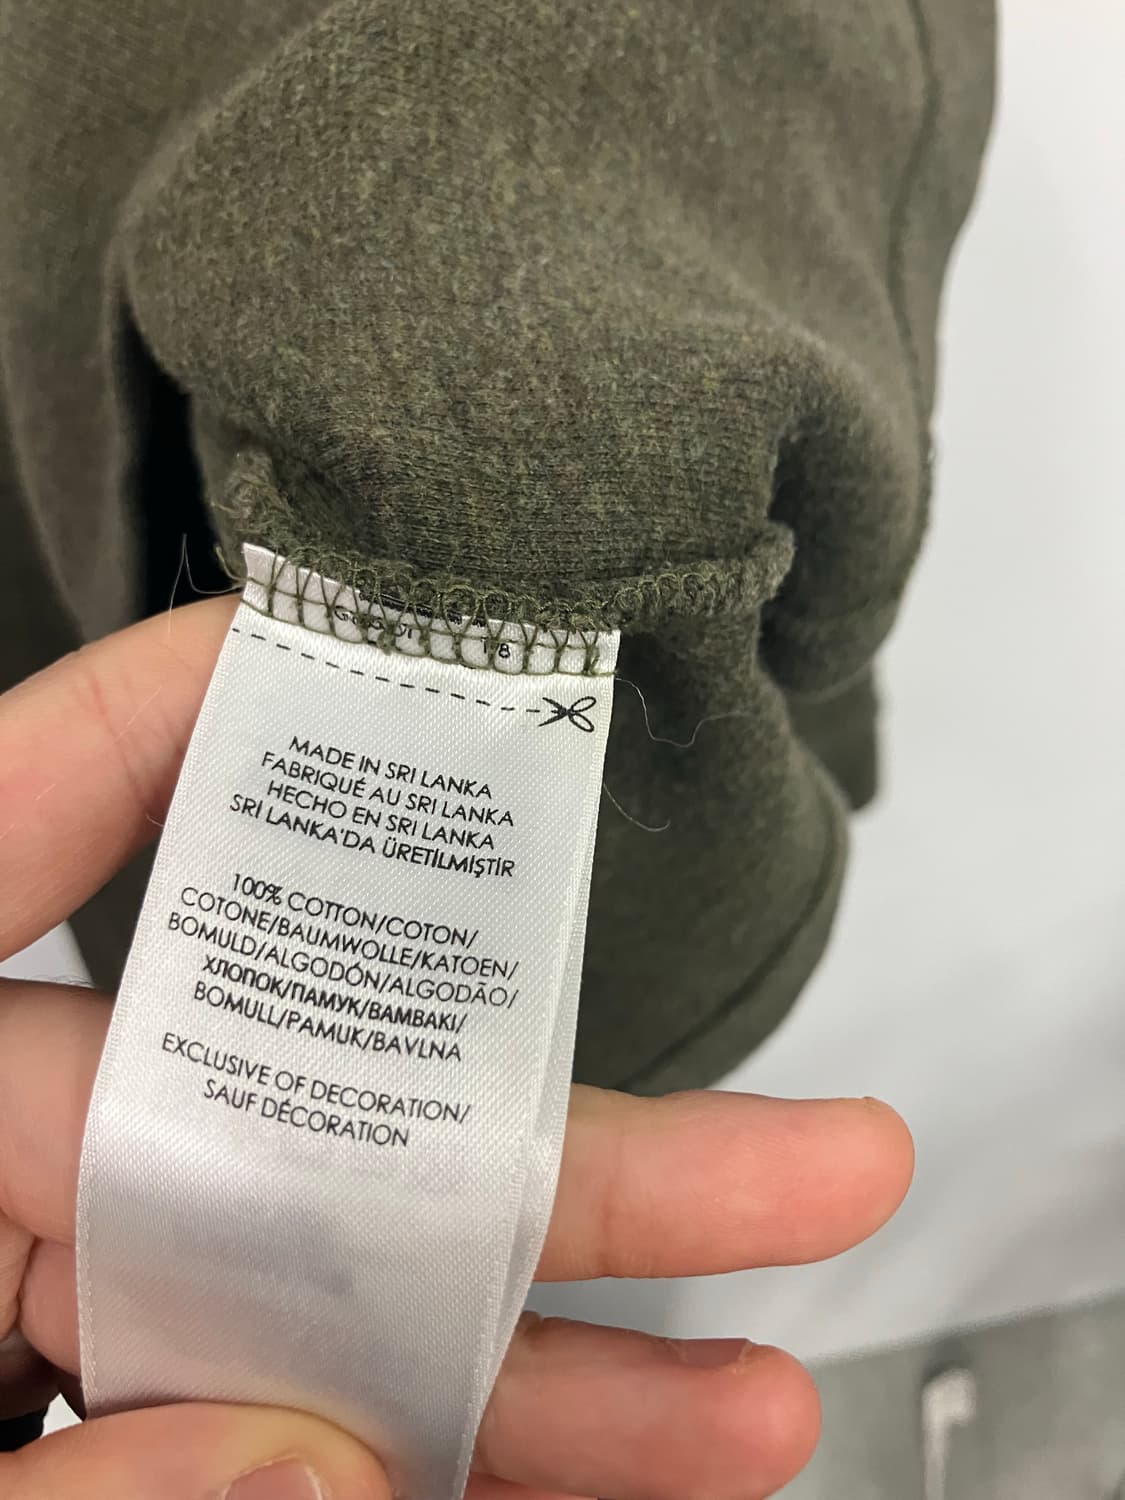 MADE IN SRI LANKA
FABRIQUÉ AU SRI LANKA
HECHO EN SRI LANKA
SRİ LANKA'DA ÜRETİLMİŞTİR
100% COTTON/COTON/
COTONE/BAUMWOLLE/KATOEN/
BOMULD/ALGODÓN/ALGODÃO/
ХЛОПОК/ПАМУК/ΒΑΜΒΑΚΙ/
BOMULL/PAMUK/BAVLNA
EXCLUSIVE OF DECORATION/
SAUF DÉCORATION